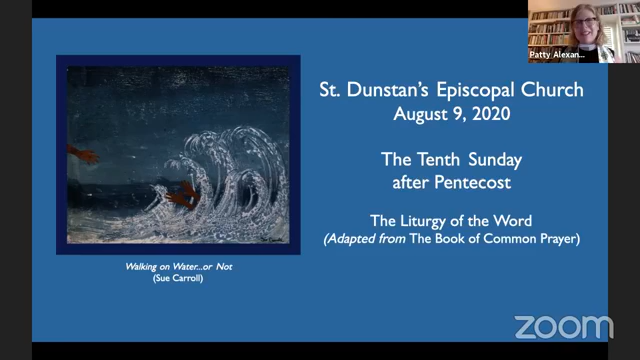 Patty Alexan...
St. Dunstan's Episcopal Church
August 9, 2020
The Tenth Sunday
after Pentecost
The Liturgy of the Word
(Adapted from The Book of Common Prayer)
Walking on Water...or Not
(Sue Carroll)
zoom